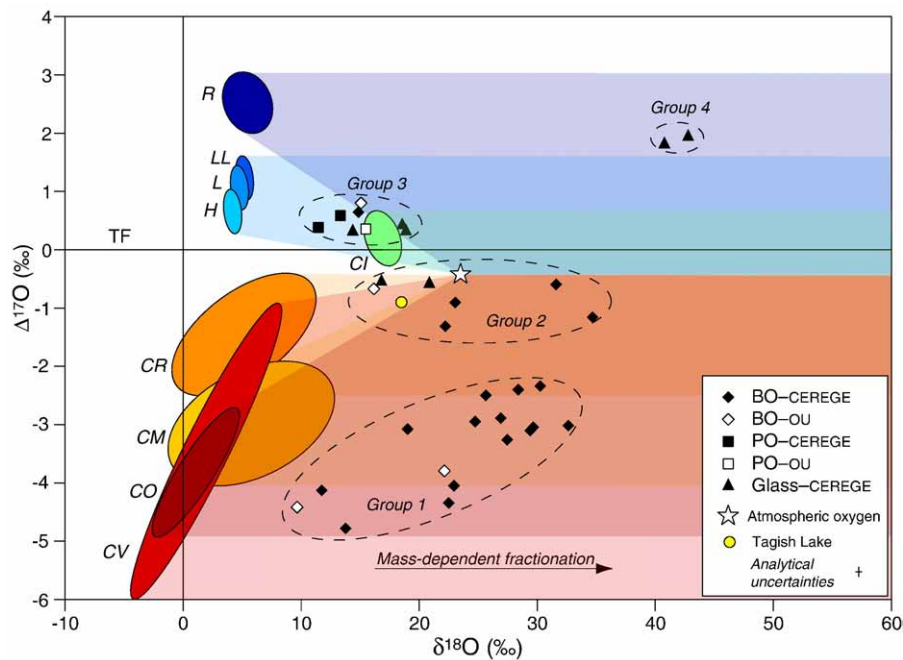 4
3
2
1
0
-1
-2
-3
-4
-5
-6
Δ¹⁷O (‰)
-10
0
10
20
30
40
50
60
δ¹⁸O (‰)
TF
R
LL
L
H
CI
CR
CM
CO
CV
Group 4
Group 3
Group 2
Group 1
Mass-dependent fractionation
BO–CEREGE
BO–OU
PO–CEREGE
PO–OU
Glass–CEREGE
Atmospheric oxygen
Tagish Lake
Analytical
uncertainties